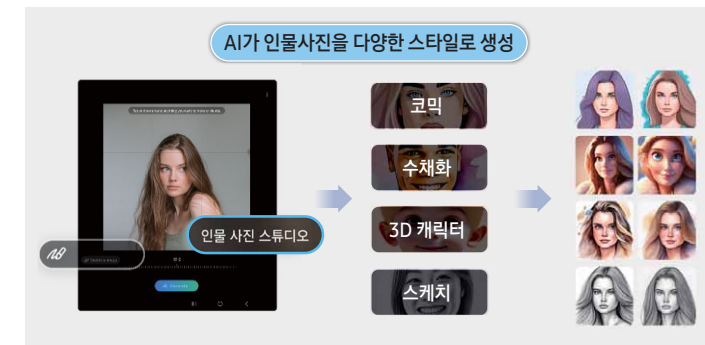 AI가 인물사진을 다양한 스타일로 생성
인물 사진 스튜디오
코믹
수채화
3D 캐릭터
스케치